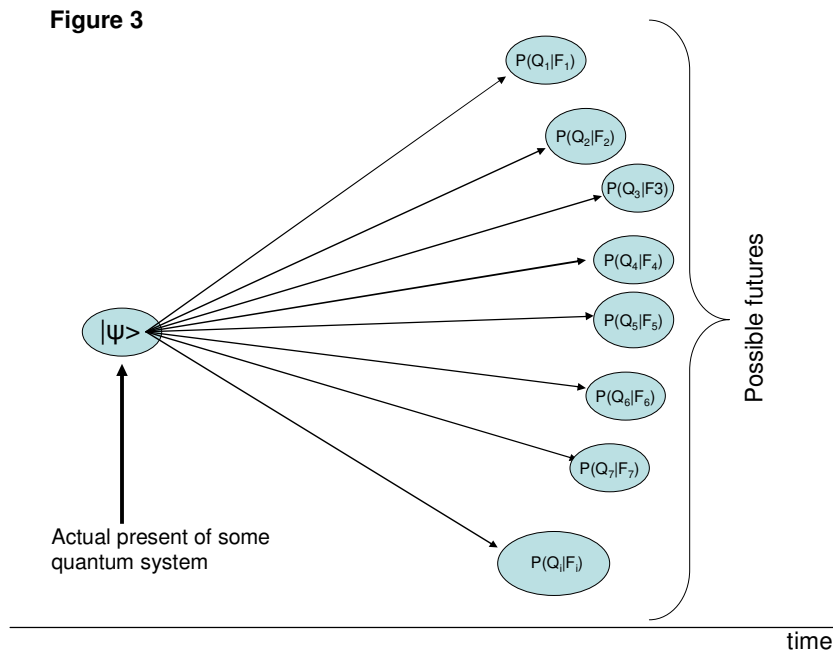 Figure 3
P(Q₁|F₁)
P(Q₂|F₂)
P(Q₃|F3)
P(Q₄|F₄)
P(Q₅|F₅)
P(Q₆|F₆)
P(Q₇|F₇)
P(Qᵢ|Fᵢ)
|ψ>
Possible futures
Actual present of some
quantum system
time